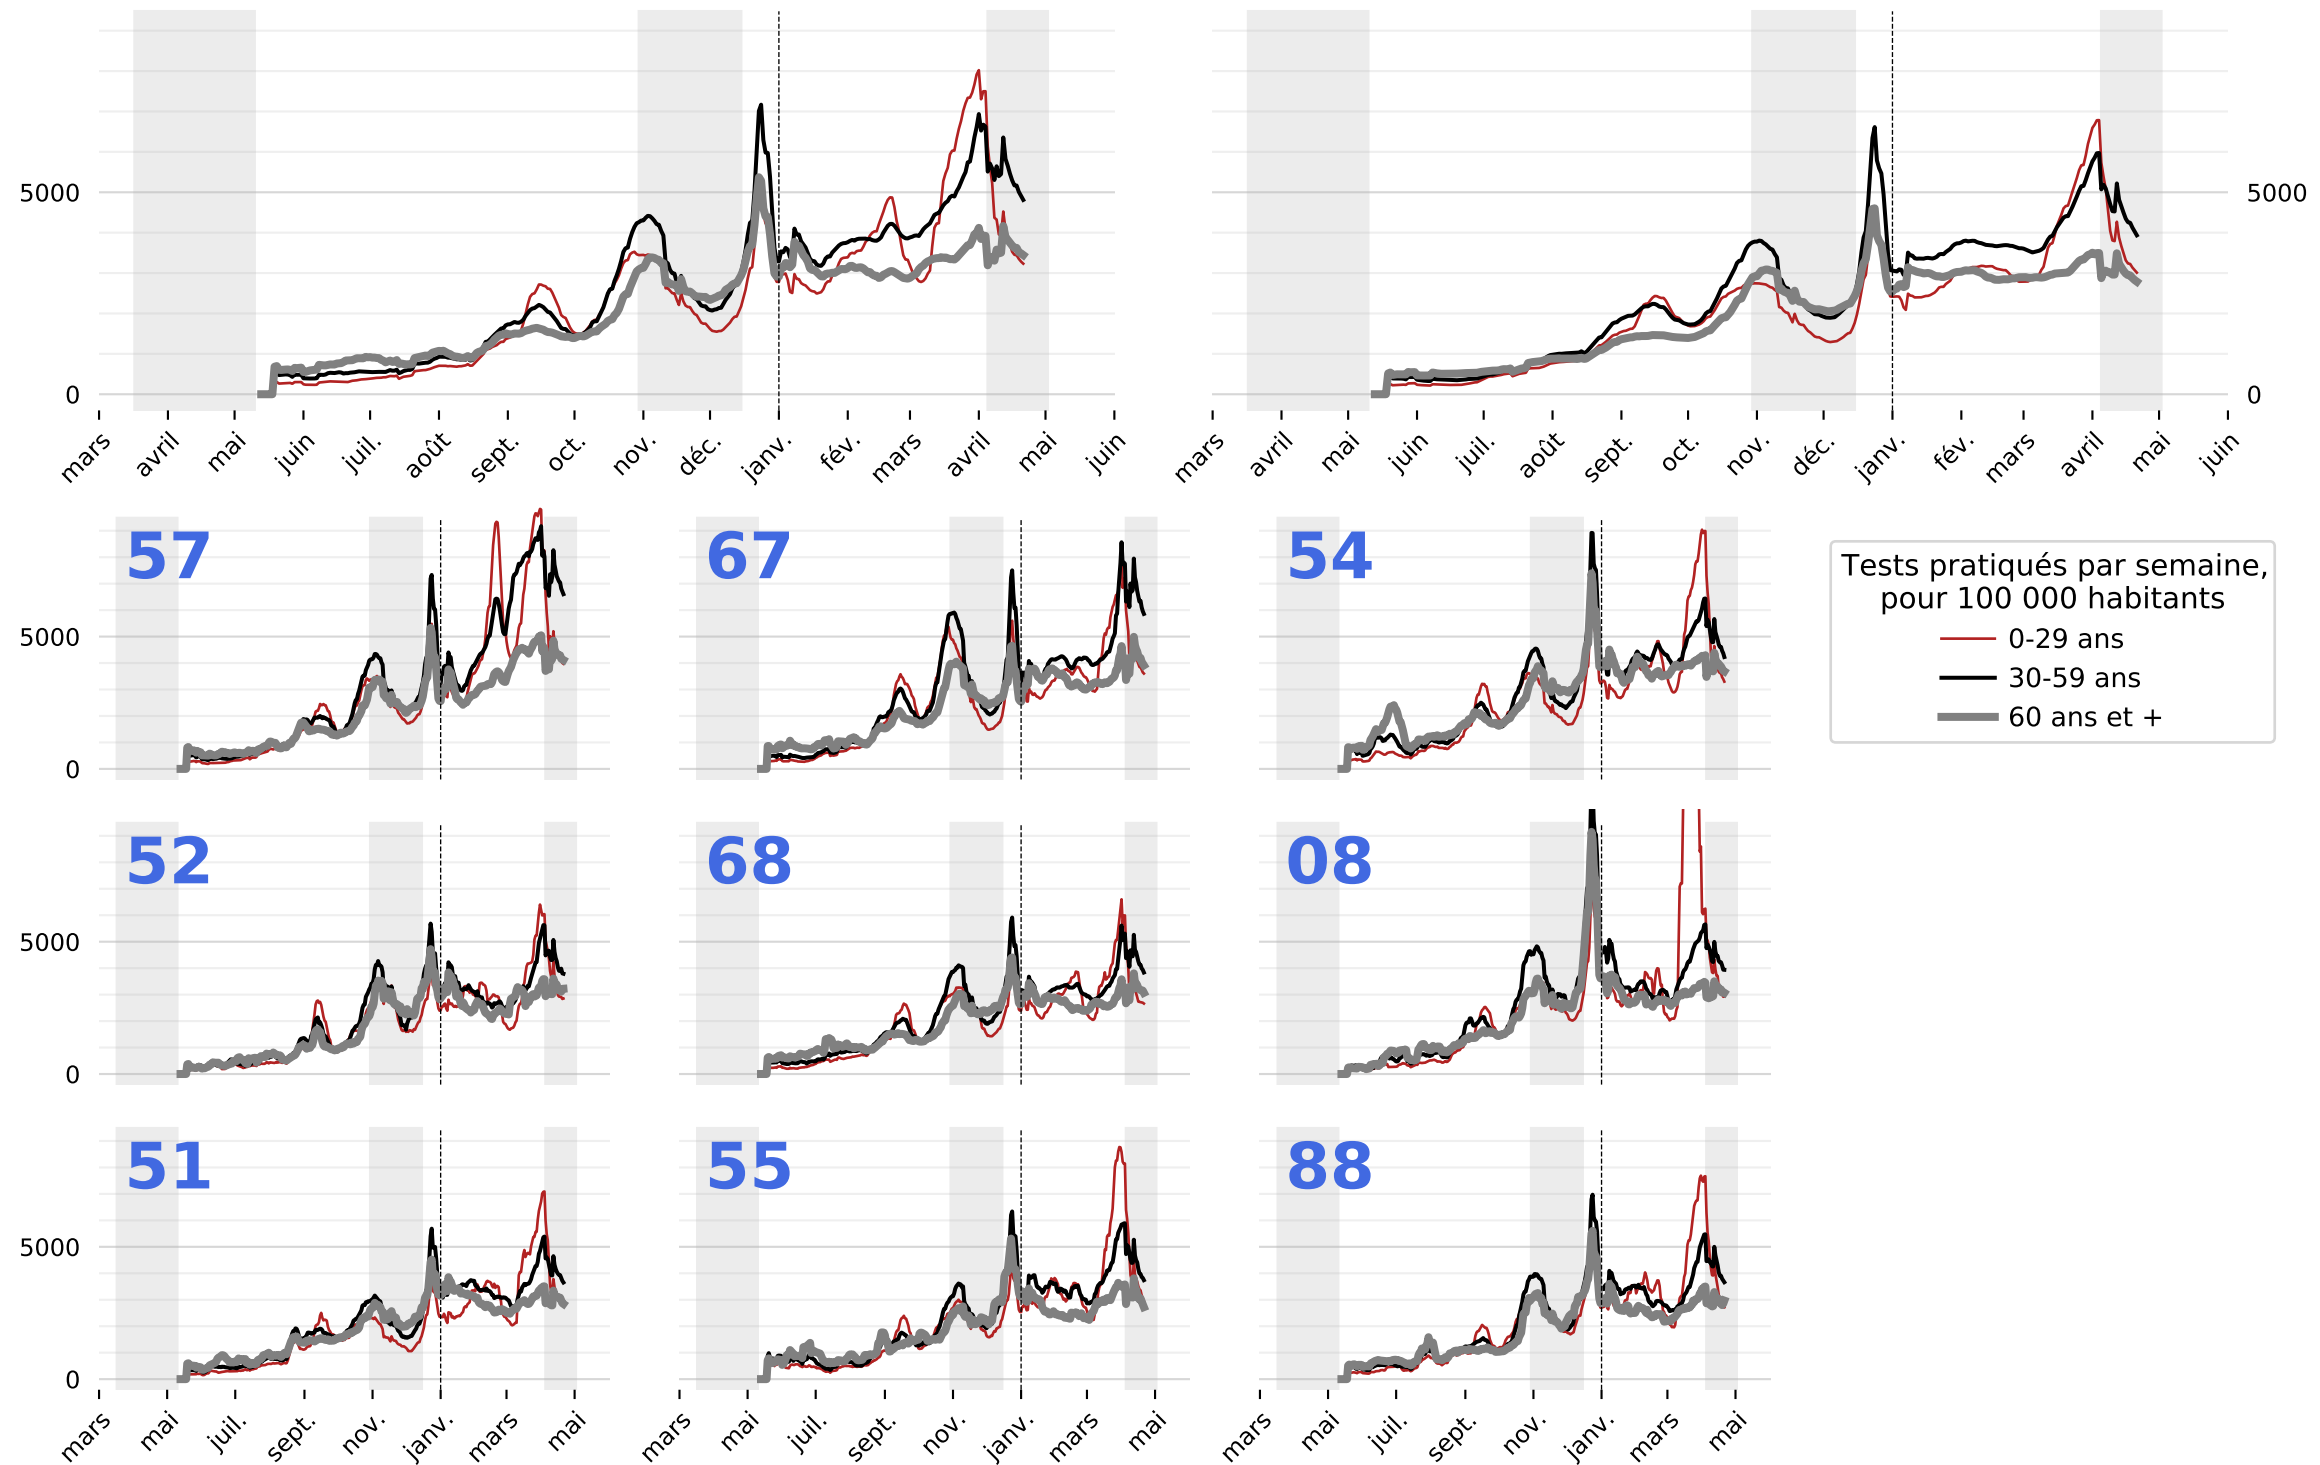 5000
0
mars avril mai juin juil. août sept. oct. nov. déc. janv. fév. mars avril mai juin
5000
0
mars avril mai juin juil. août sept. oct. nov. déc. janv. fév. mars avril mai juin
57
5000
0
67
54
Tests pratiqués par semaine,
pour 100 000 habitants
0-29 ans
30-59 ans
60 ans et +
52
5000
0
68
08
51
5000
0
mars mai juil. sept. nov. janv. mars mai
55
mars mai juil. sept. nov. janv. mars mai
88
mars mai juil. sept. nov. janv. mars mai